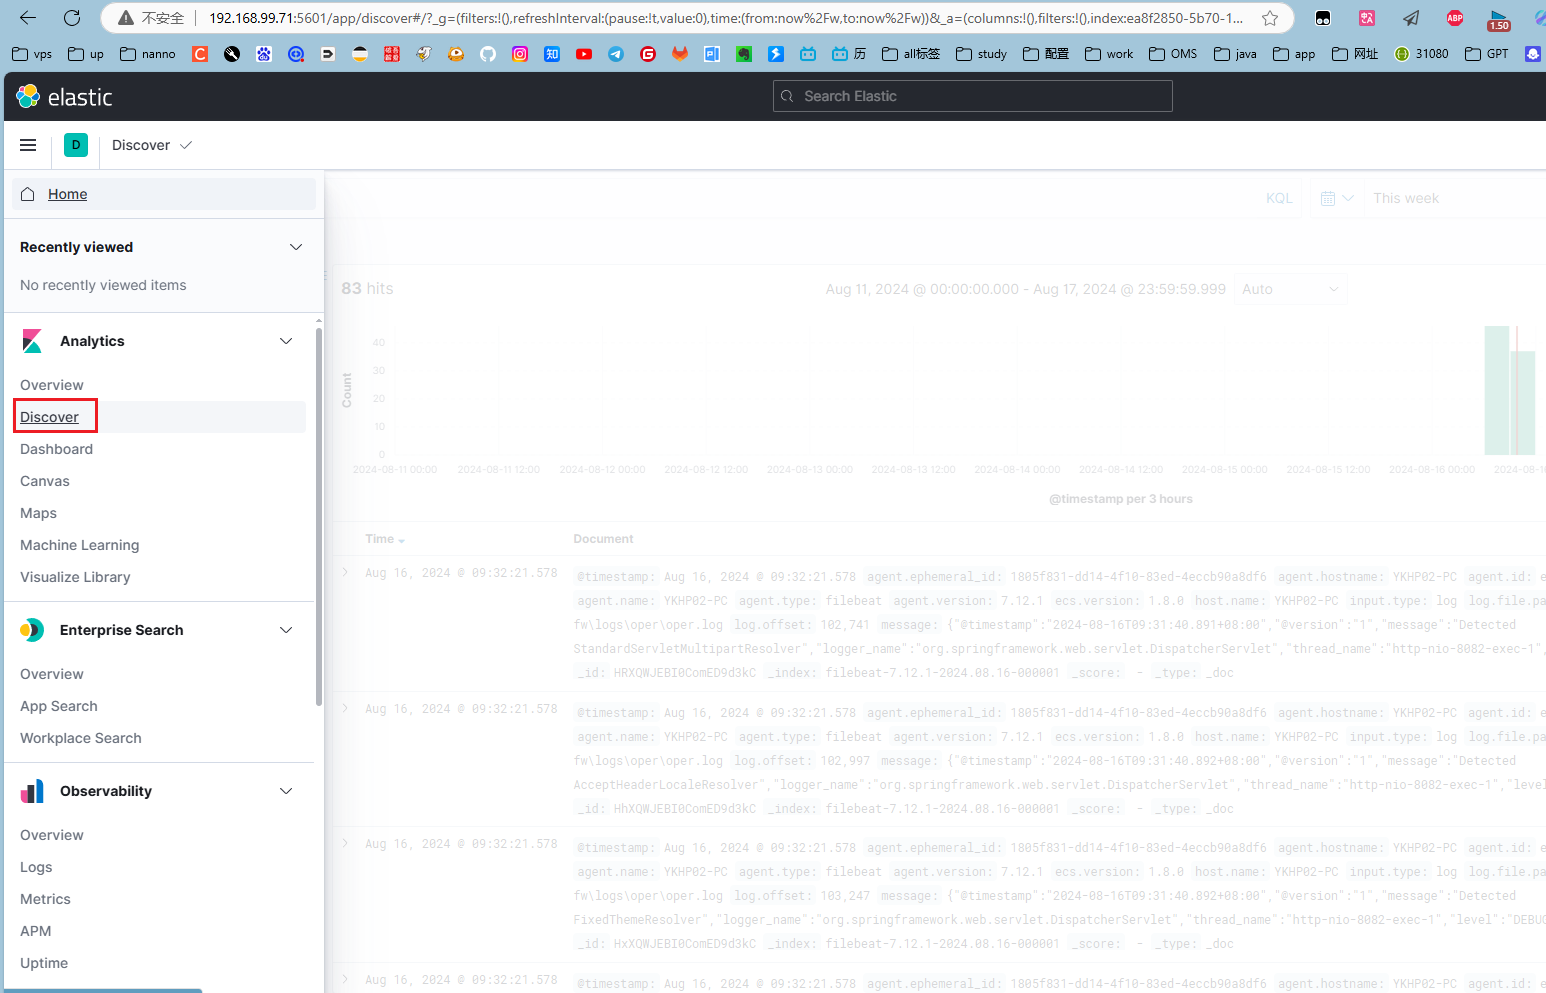 不安全 192.168.99.71:5601/app/discover#/?_g=(filters:!(),refreshInterval:(pause:!t,value:0),time:(from:now%2Fw,to:now%2Fw))&_a=(columns:!(),filters:!(),index:ea8f2850-5b70-1...
ABP
1.50
vps up nanno 知 历 all标签 study 配置 work OMS java app 网址 31080 GPT
elastic
Search Elastic
D Discover
Home
KQL This week
Recently viewed
No recently viewed items
83 hits
Aug 11, 2024 @ 00:00:00.000 - Aug 17, 2024 @ 23:59:59.999 Auto
Analytics
Overview
Discover
Dashboard
Canvas
Maps
Machine Learning
Visualize Library
Enterprise Search
Overview
App Search
Workplace Search
Observability
Overview
Logs
Metrics
APM
Uptime
Count
40
30
20
10
0
2024-08-11 00:00 2024-08-11 12:00 2024-08-12 00:00 2024-08-12 12:00 2024-08-13 00:00 2024-08-13 12:00 2024-08-14 00:00 2024-08-14 12:00 2024-08-15 00:00 2024-08-15 12:00 2024-08-16 00:00 2024-08-16
@timestamp per 3 hours
Time Document
Aug 16, 2024 @ 09:32:21.578 @timestamp: Aug 16, 2024 @ 09:32:21.578 agent.ephemeral_id: 1805f831-dd14-4f10-83ed-4eccb90a8df6 agent.hostname: YKHP02-PC agent.id: e
agent.name: YKHP02-PC agent.type: filebeat agent.version: 7.12.1 ecs.version: 1.8.0 host.name: YKHP02-PC input.type: log log.file.pa
fw\logs\oper\oper.log log.offset: 102,741 message: {"@timestamp":"2024-08-16T09:31:40.891+08:00","@version":"1","message":"Detected
StandardServletMultipartResolver","logger_name":"org.springframework.web.servlet.DispatcherServlet","thread_name":"http-nio-8082-exec-1",
_id: HRXQWJEBI0ComED9d3kC _index: filebeat-7.12.1-2024.08.16-000001 _score: - _type: _doc
Aug 16, 2024 @ 09:32:21.578 @timestamp: Aug 16, 2024 @ 09:32:21.578 agent.ephemeral_id: 1805f831-dd14-4f10-83ed-4eccb90a8df6 agent.hostname: YKHP02-PC agent.id: e
agent.name: YKHP02-PC agent.type: filebeat agent.version: 7.12.1 ecs.version: 1.8.0 host.name: YKHP02-PC input.type: log log.file.pa
fw\logs\oper\oper.log log.offset: 102,997 message: {"@timestamp":"2024-08-16T09:31:40.892+08:00","@version":"1","message":"Detected
AcceptHeaderLocaleResolver","logger_name":"org.springframework.web.servlet.DispatcherServlet","thread_name":"http-nio-8082-exec-1","level
_id: HhXQWJEBI0ComED9d3kC _index: filebeat-7.12.1-2024.08.16-000001 _score: - _type: _doc
Aug 16, 2024 @ 09:32:21.578 @timestamp: Aug 16, 2024 @ 09:32:21.578 agent.ephemeral_id: 1805f831-dd14-4f10-83ed-4eccb90a8df6 agent.hostname: YKHP02-PC agent.id: e
agent.name: YKHP02-PC agent.type: filebeat agent.version: 7.12.1 ecs.version: 1.8.0 host.name: YKHP02-PC input.type: log log.file.pa
fw\logs\oper\oper.log log.offset: 103,247 message: {"@timestamp":"2024-08-16T09:31:40.892+08:00","@version":"1","message":"Detected
FixedThemeResolver","logger_name":"org.springframework.web.servlet.DispatcherServlet","thread_name":"http-nio-8082-exec-1","level":"DEBUG
_id: HxXQWJEBI0ComED9d3kC _index: filebeat-7.12.1-2024.08.16-000001 _score: - _type: _doc
Aug 16, 2024 @ 09:32:21.578 @timestamp: Aug 16, 2024 @ 09:32:21.578 agent.ephemeral_id: 1805f831-dd14-4f10-83ed-4eccb90a8df6 agent.hostname: YKHP02-PC agent.id: e